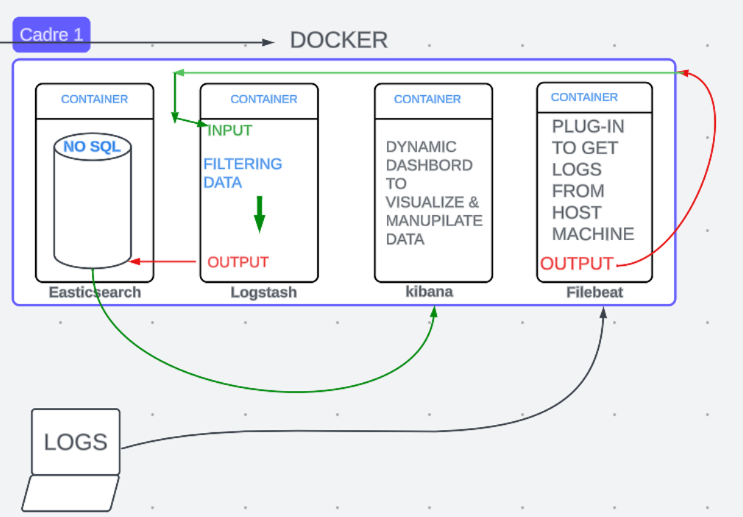 Cadre 1
DOCKER
CONTAINER
NO SQL
Easticsearch
CONTAINER
INPUT
FILTERING
DATA
OUTPUT
Logstash
CONTAINER
DYNAMIC
DASHBORD
TO
VISUALIZE &
MANUPILATE
DATA
kibana
CONTAINER
PLUG-IN
TO GET
LOGS
FROM
HOST
MACHINE
OUTPUT
Filebeat
LOGS